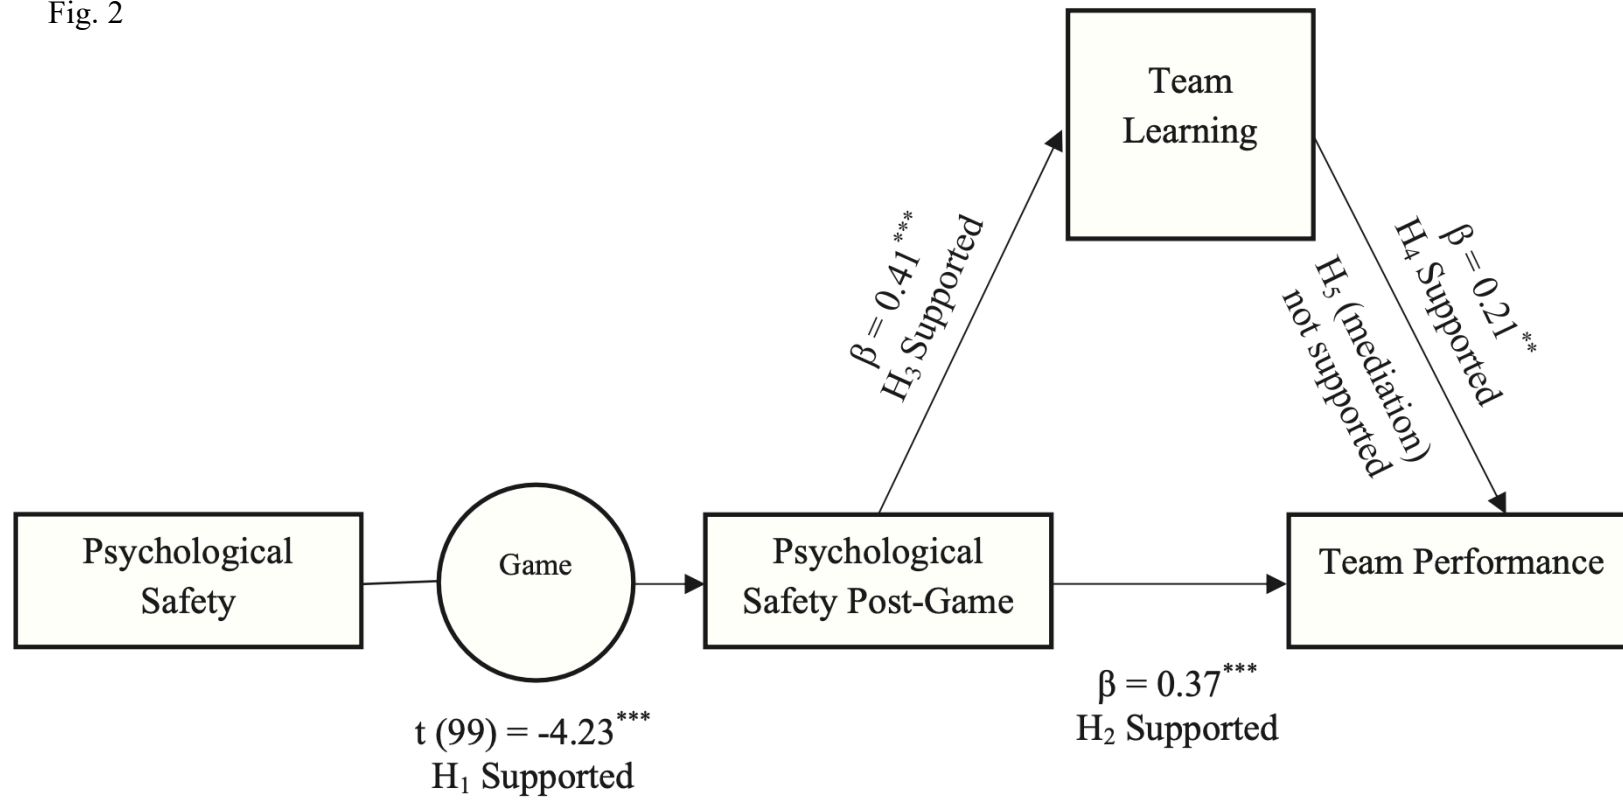 Fig. 2
Team
Learning
β = 0.41***
H₃ Supported
β = 0.21**
H₄ Supported
H₅ (mediation)
not supported
Psychological
Safety
Game
Psychological
Safety Post-Game
Team Performance
t (99) = -4.23***
H₁ Supported
β = 0.37***
H₂ Supported